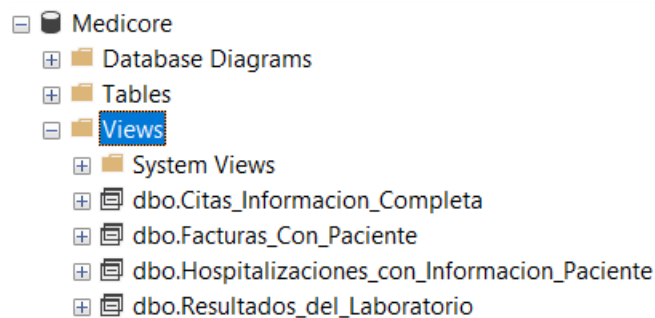 Medicore
Database Diagrams
Tables
Views
System Views
dbo.Citas_Informacion_Completa
dbo.Facturas_Con_Paciente
dbo.Hospitalizaciones_con_Informacion_Paciente
dbo.Resultados_del_Laboratorio